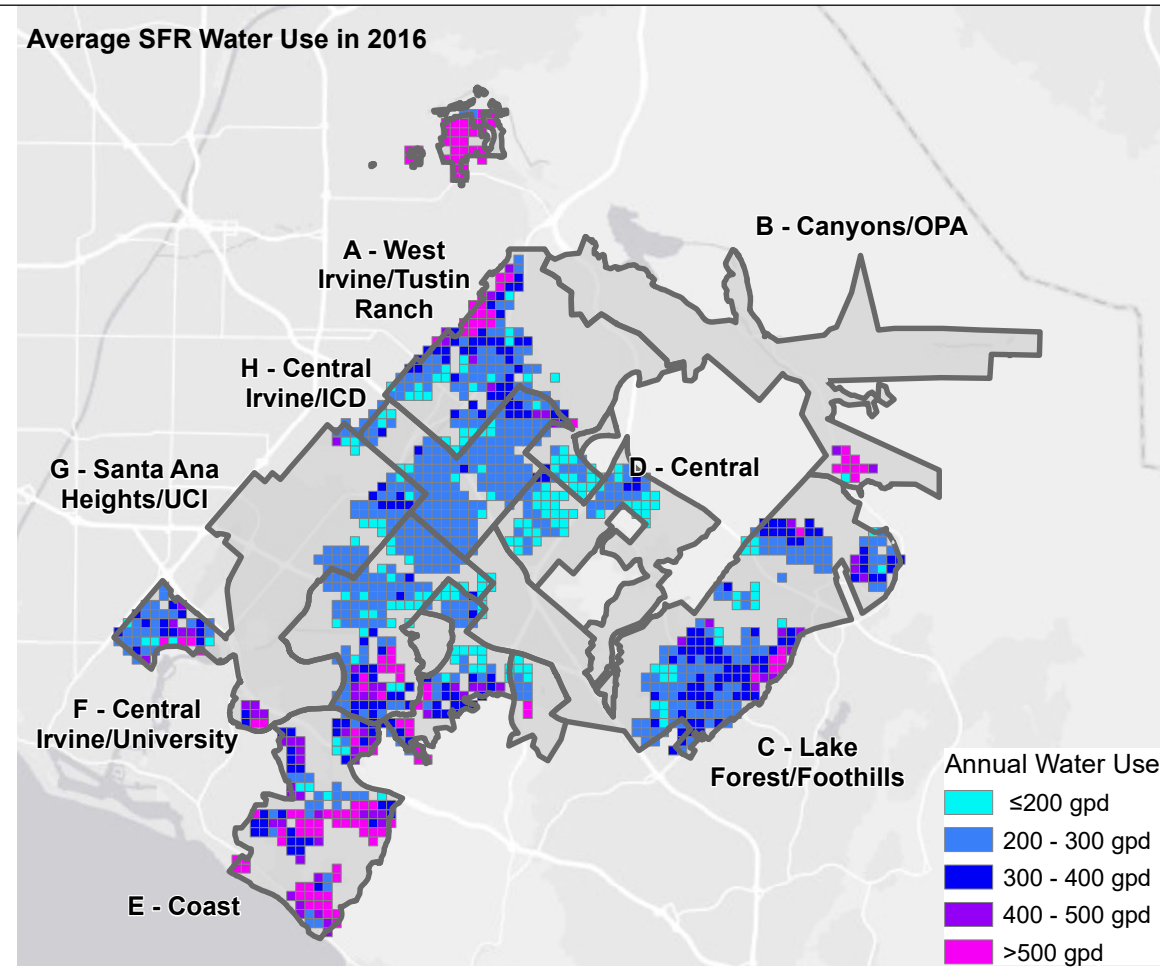 Average SFR Water Use in 2016
B - Canyons/OPA
A - West
Irvine/Tustin
Ranch
H - Central
Irvine/ICD
G - Santa Ana
Heights/UCI
D - Central
F - Central
Irvine/University
C - Lake
Forest/Foothills
E - Coast
Annual Water Use
≤200 gpd
200 - 300 gpd
300 - 400 gpd
400 - 500 gpd
>500 gpd